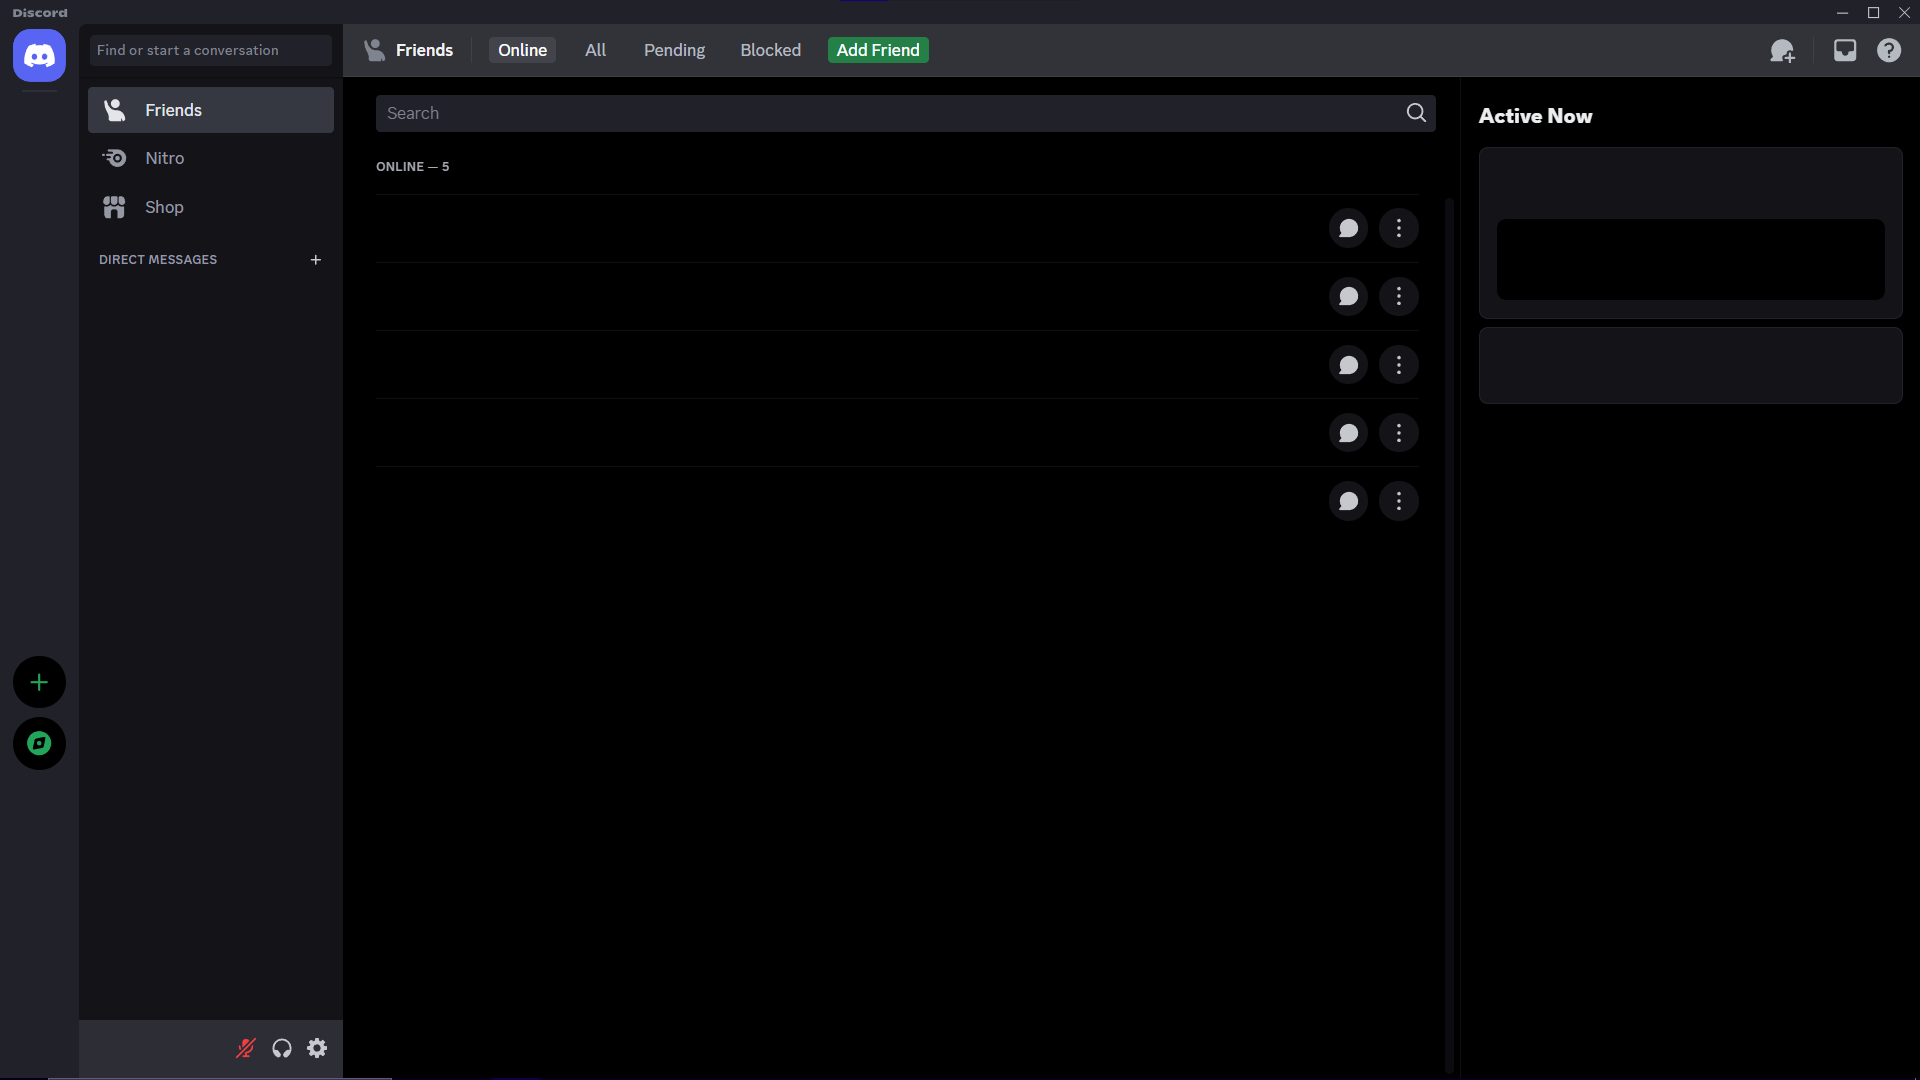 Discord
Find or start a conversation
Friends
Online
All
Pending
Blocked
Add Friend
Friends
Nitro
Shop
DIRECT MESSAGES
Search
ONLINE — 5
Active Now